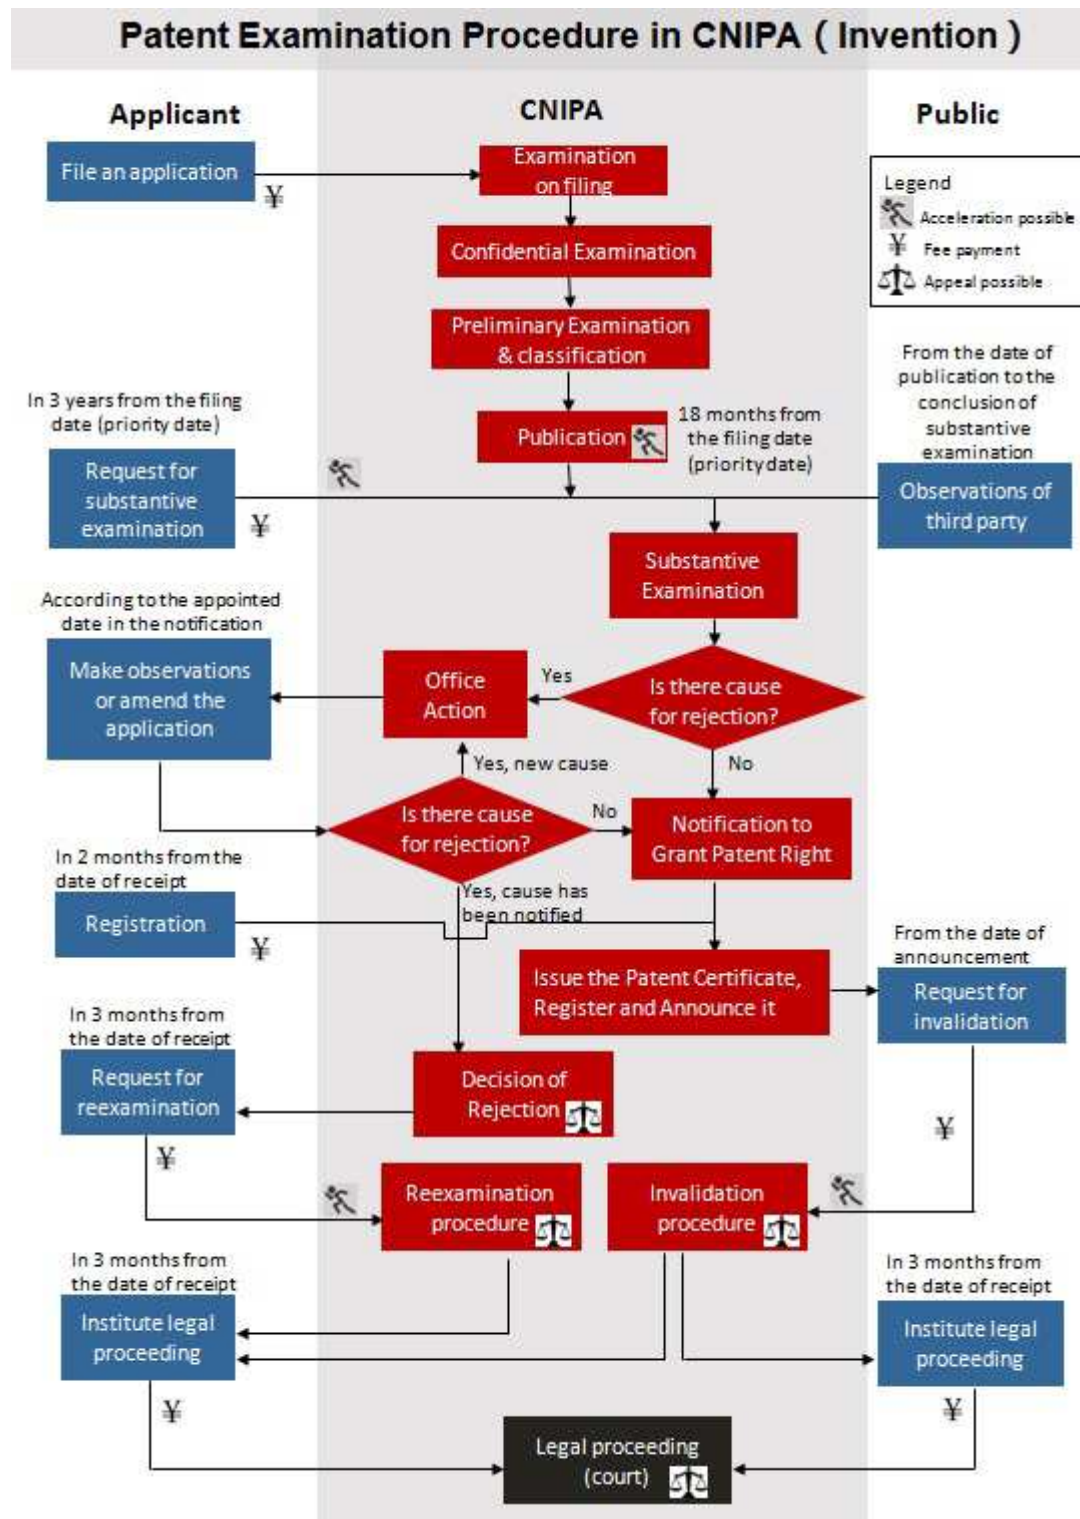 Patent Examination Procedure in CNIPA ( Invention )
Applicant
CNIPA
Public
File an application
¥
Examination
on filing
Legend
Acceleration possible
¥ Fee payment
Appeal possible
Confidential Examination
Preliminary Examination
& classification
From the date of
publication to the
conclusion of
substantive
examination
In 3 years from the filing
date (priority date)
Publication
18 months from
the filing date
(priority date)
Request for
substantive
examination
¥
Observations of
third party
Substantive
Examination
According to the appointed
date in the notification
Make observations
or amend the
application
Office
Action
Yes
Is there cause
for rejection?
Yes, new cause
No
Is there cause
for rejection?
No
Notification to
Grant Patent Right
In 2 months from the
date of receipt
Registration
¥
Yes, cause has
been notified
Issue the Patent Certificate,
Register and Announce it
From the date of
announcement
Request for
invalidation
¥
In 3 months from
the date of receipt
Request for
reexamination
¥
Decision of
Rejection
Reexamination
procedure
Invalidation
procedure
In 3 months from
the date of receipt
Institute legal
proceeding
¥
In 3 months from
the date of receipt
Institute legal
proceeding
¥
Legal proceeding
(court)